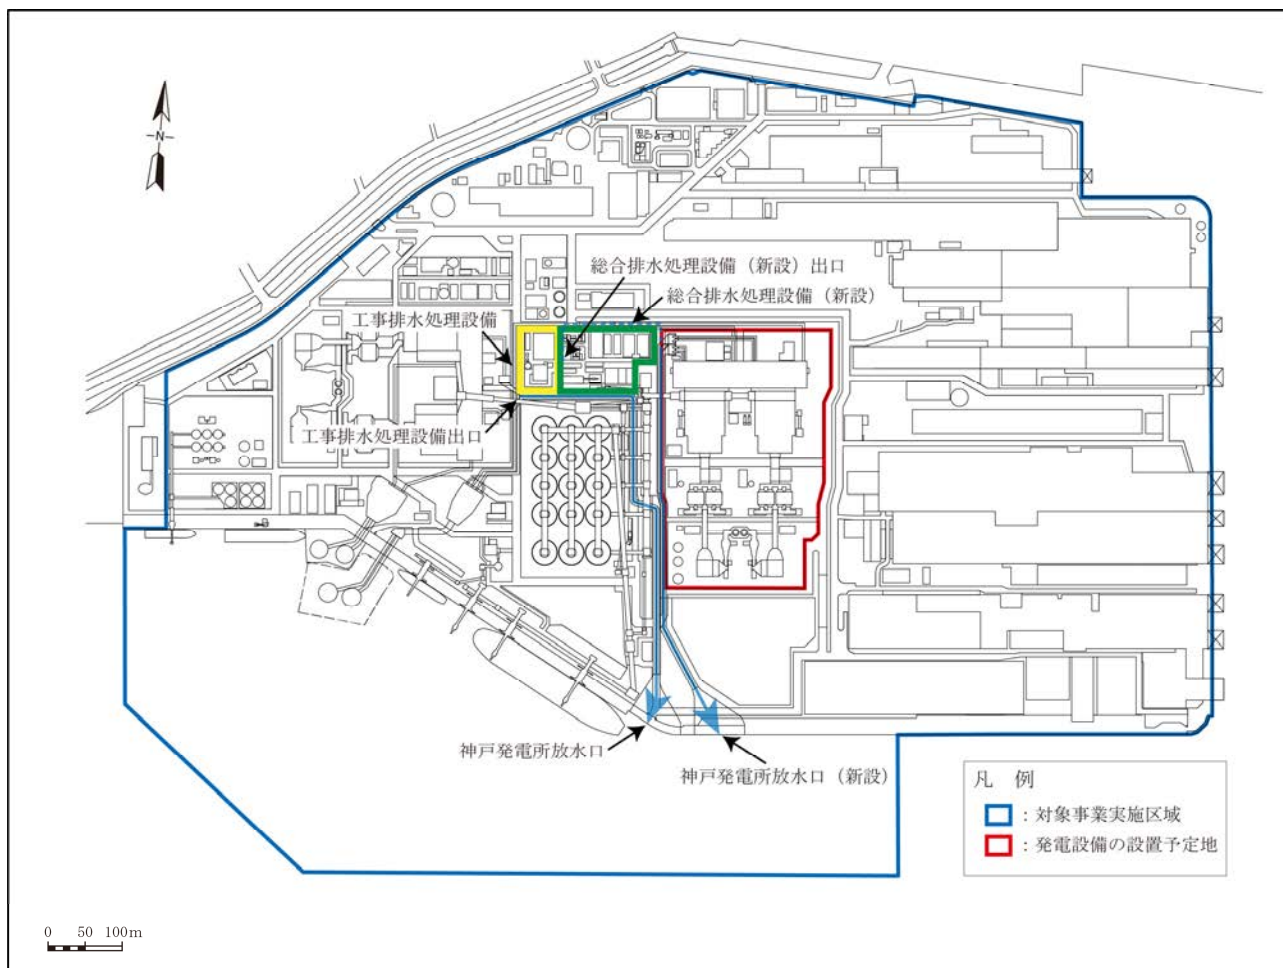 N
総合排水処理設備（新設）出口
総合排水処理設備（新設）
工事排水処理設備
工事排水処理設備出口
神戸発電所放水口
神戸発電所放水口（新設）
凡 例
：対象事業実施区域
：発電設備の設置予定地
0 50 100m